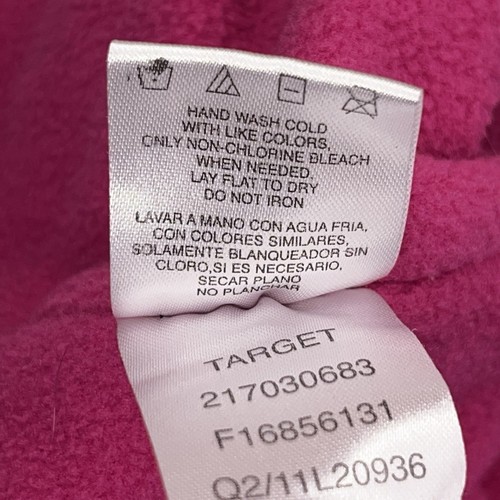 HAND WASH COLD
WITH LIKE COLORS,
ONLY NON-CHLORINE BLEACH
WHEN NEEDED.
LAY FLAT TO DRY
DO NOT IRON
LAVAR A MANO CON AGUA FRIA,
CON COLORES SIMILARES,
SOLAMENTE BLANQUEADOR SIN
CLORO,SI ES NECESARIO,
SECAR PLANO
NO PLANCHAR
TARGET
217030683
F16856131
Q2/11L20936